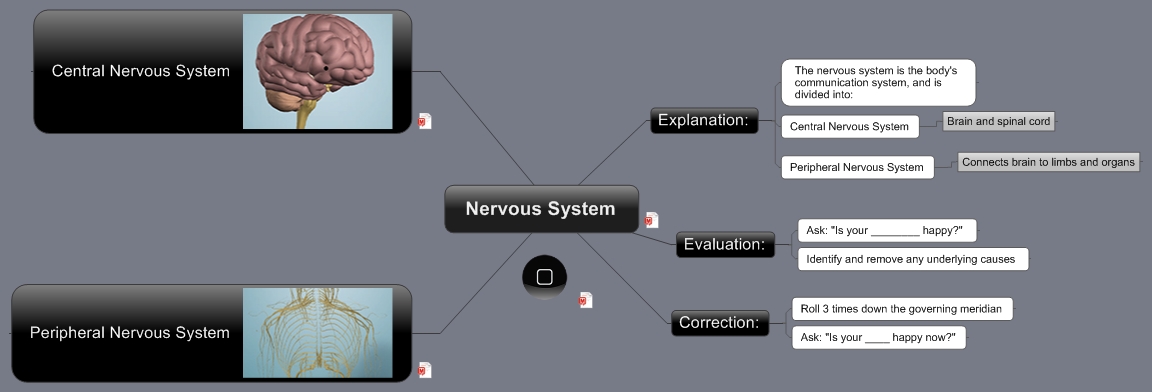 Central Nervous System
Peripheral Nervous System
Nervous System
Explanation:
The nervous system is the body's
communication system, and is
divided into:
Central Nervous System
Brain and spinal cord
Peripheral Nervous System
Connects brain to limbs and organs
Evaluation:
Ask: "Is your ________ happy?"
Identify and remove any underlying causes
Correction:
Roll 3 times down the governing meridian
Ask: "Is your ____ happy now?"